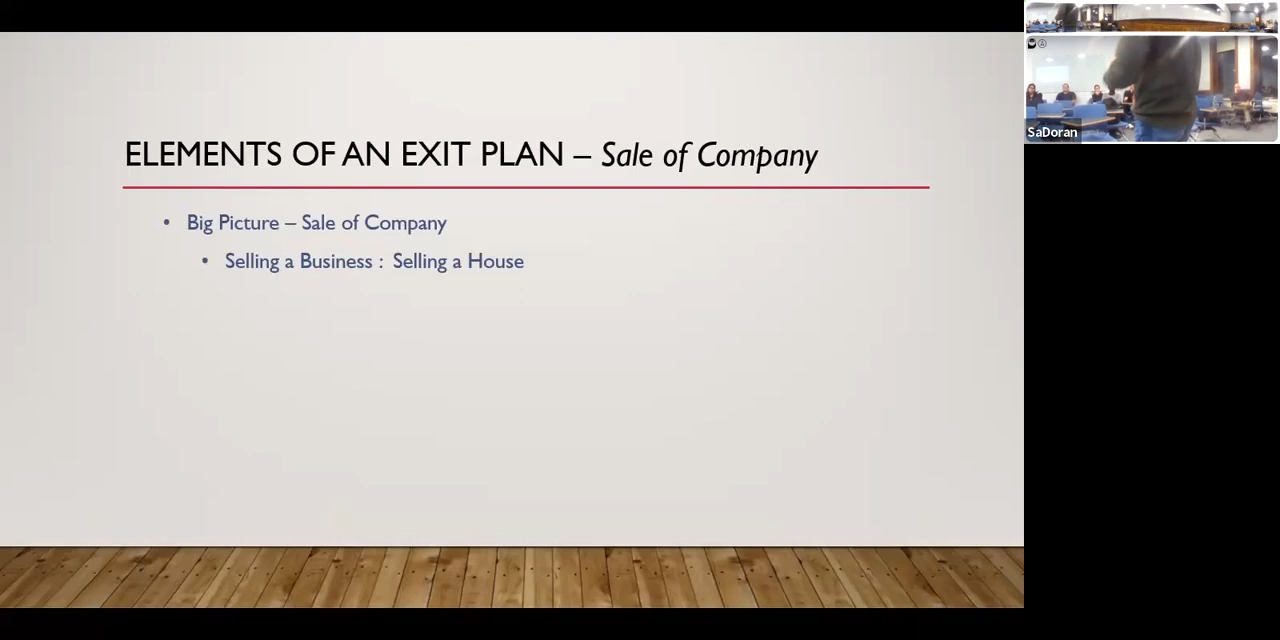 ELEMENTS OF AN EXIT PLAN – Sale of Company
• Big Picture – Sale of Company
• Selling a Business : Selling a House
SaDoran